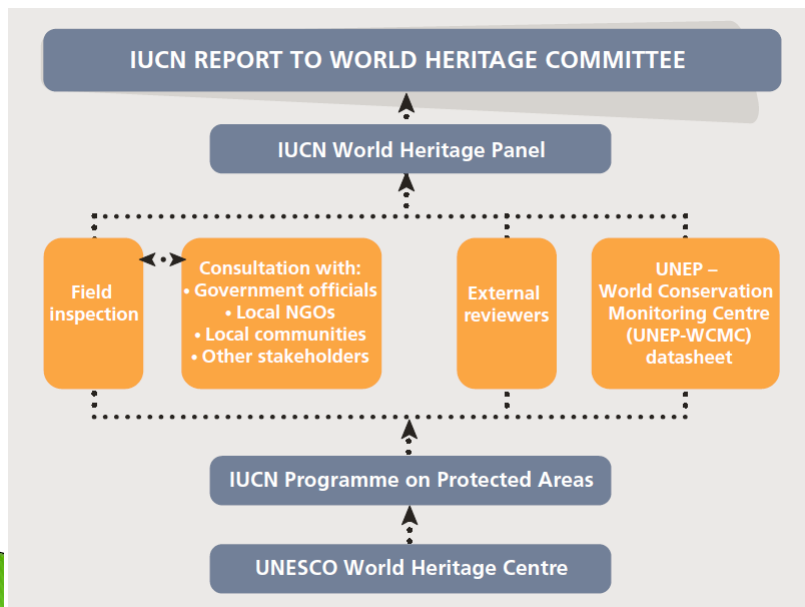 IUCN REPORT TO WORLD HERITAGE COMMITTEE
IUCN World Heritage Panel
Field
inspection
Consultation with:
• Government officials
• Local NGOs
• Local communities
• Other stakeholders
External
reviewers
UNEP –
World Conservation
Monitoring Centre
(UNEP-WCMC)
datasheet
IUCN Programme on Protected Areas
UNESCO World Heritage Centre